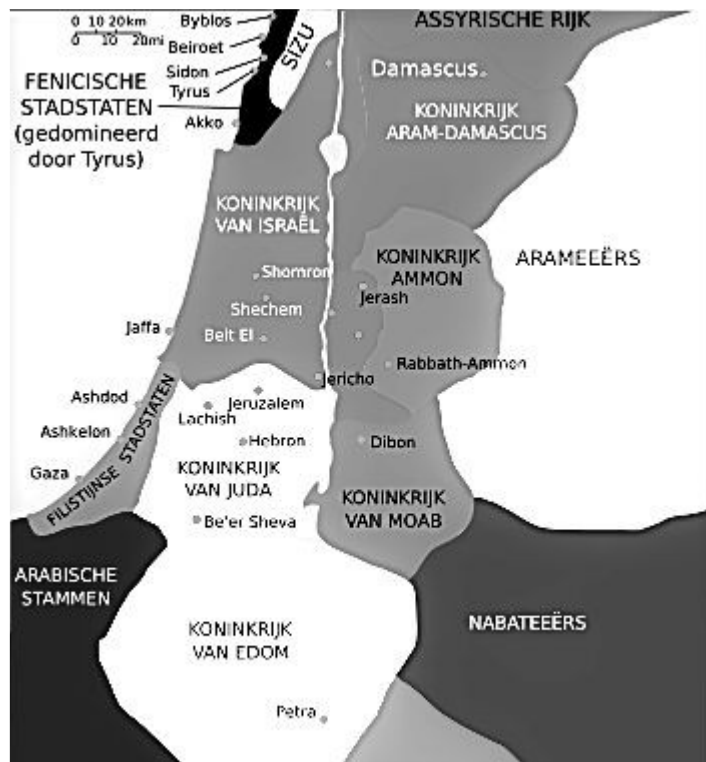 0 10 20km
0 10 20mi
Byblos
Beiroet
Sidon
Tyrus
SIZU
ASSYRISCHE RIJK
Damascus
FENICISCHE
STADSTATEN
(gedomineerd
door Tyrus)
Akko
KONINKRIJK
ARAM-DAMASCUS
KONINKRIJK
VAN ISRAËL
KONINKRIJK
AMMON
ARAMEEËRS
Shomron
Jerash
Shechem
Jaffa
Beit El
Rabbath-Ammon
Jericho
Ashdod
Jeruzalem
Lachish
FILISTIJNSE STADSTATEN
Ashkelon
Hebron
Dibon
Gaza
KONINKRIJK
VAN JUDA
KONINKRIJK
VAN MOAB
Be'er Sheva
ARABISCHE
STAMMEN
KONINKRIJK
VAN EDOM
NABATEEËRS
Petra